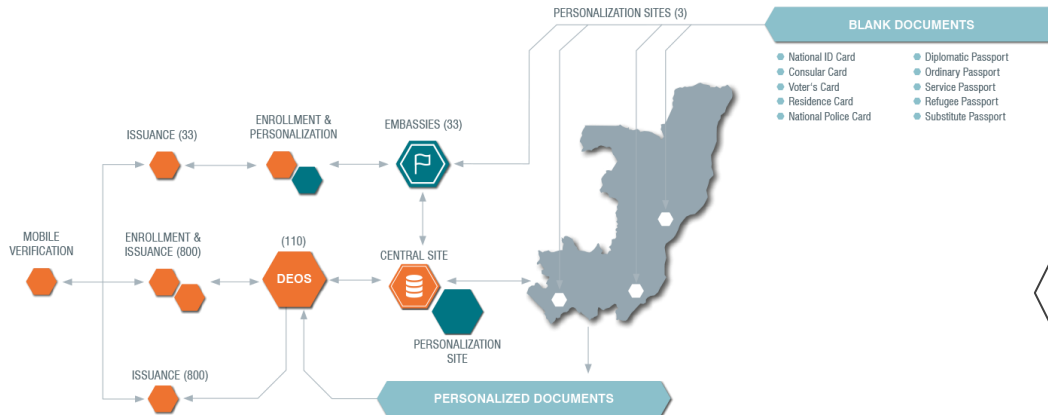 PERSONALIZATION SITES (3)
BLANK DOCUMENTS
National ID Card
Consular Card
Voter's Card
Residence Card
National Police Card
Diplomatic Passport
Ordinary Passport
Service Passport
Refugee Passport
Substitute Passport
ISSUANCE (33)
ENROLLMENT &
PERSONALIZATION
EMBASSIES (33)
MOBILE
VERIFICATION
ENROLLMENT &
ISSUANCE (800)
(110)
DEOS
CENTRAL SITE
PERSONALIZATION
SITE
ISSUANCE (800)
PERSONALIZED DOCUMENTS